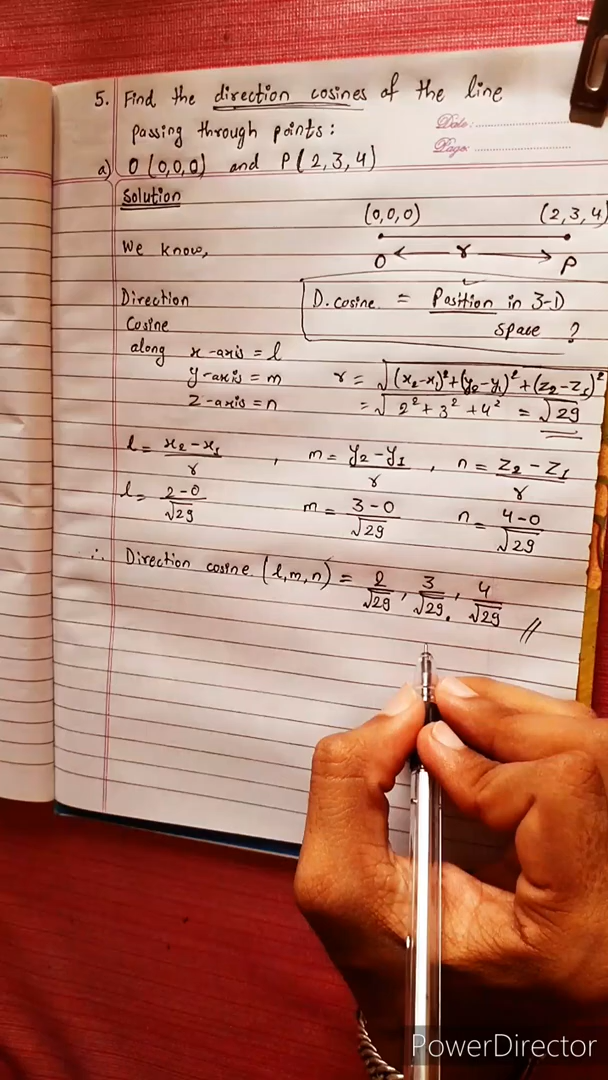 5. Find the direction cosines of the line
passing through points:
Date:
Page:
a) O (0,0,0) and P(2,3,4)
Solution
(0,0,0) (2,3,4)
We know,
O r P
Direction
Cosine
along x-axis = l
y-axis = m
z-axis = n
D. cosine = Position in 3-D
space ?
r = √(x₂-x₁)²+(y₂-y₁)²+(z₂-z₁)²
= √2²+3²+4² = √29
l = x₂-x₁/r , m = y₂-y₁/r , n = z₂-z₁/r
l = 2-0/√29 m = 3-0/√29 n = 4-0/√29
∴ Direction cosine (l,m,n) = 2/√29 , 3/√29 , 4/√29 //
PowerDirector